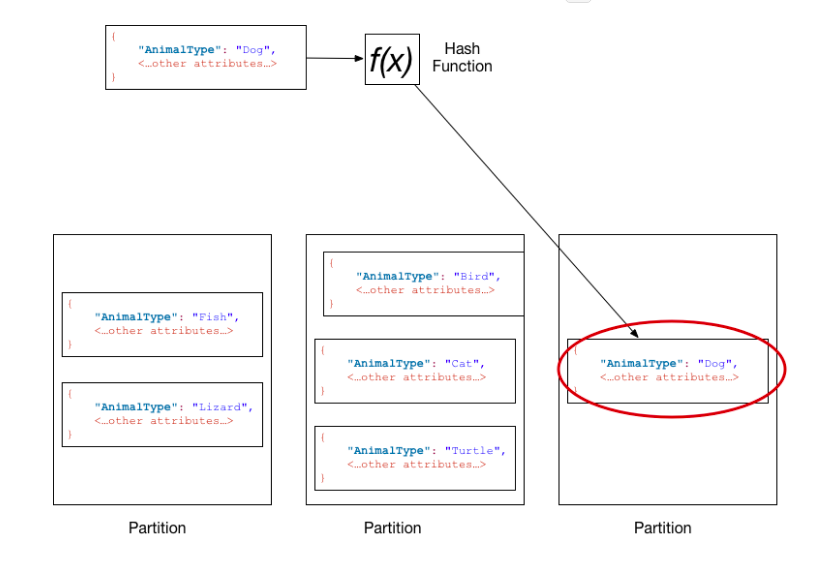 {
"AnimalType": "Dog",
<…other attributes…>
}
f(x)
Hash
Function
{
"AnimalType": "Fish",
<…other attributes…>
}
{
"AnimalType": "Lizard",
<…other attributes…>
}
Partition
{
"AnimalType": "Bird",
<…other attributes…>
}
{
"AnimalType": "Cat",
<…other attributes…>
}
{
"AnimalType": "Turtle",
<…other attributes…>
}
Partition
{
"AnimalType": "Dog",
<…other attributes…>
}
Partition